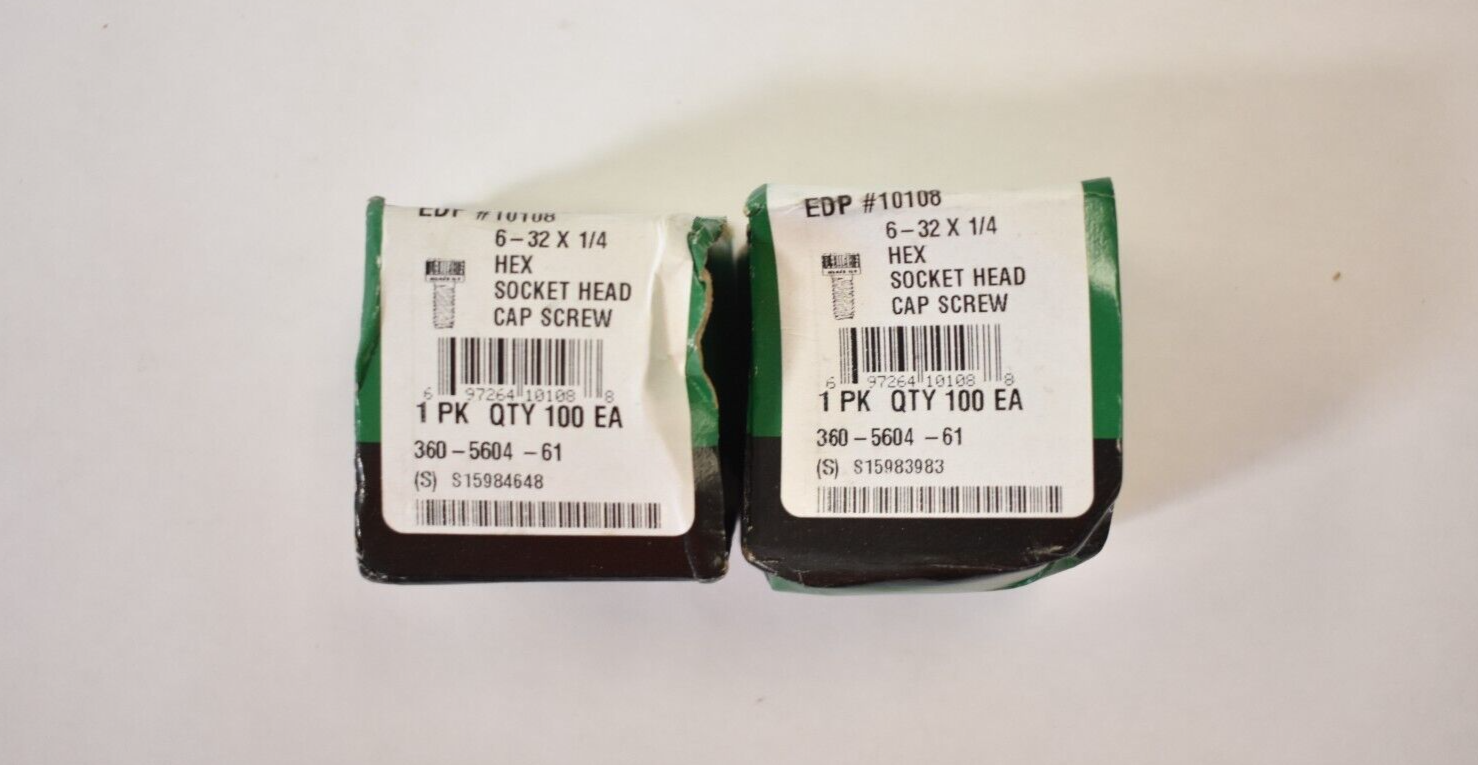 EDP #10108
6-32 X 1/4
HEX
SOCKET HEAD
CAP SCREW
6 97264 10108 8
1 PK QTY 100 EA
360-5604-61
(S) S15984648
EDP #10108
6-32 X 1/4
HEX
SOCKET HEAD
CAP SCREW
6 97264 10108 8
1 PK QTY 100 EA
360-5604-61
(S) S15983983